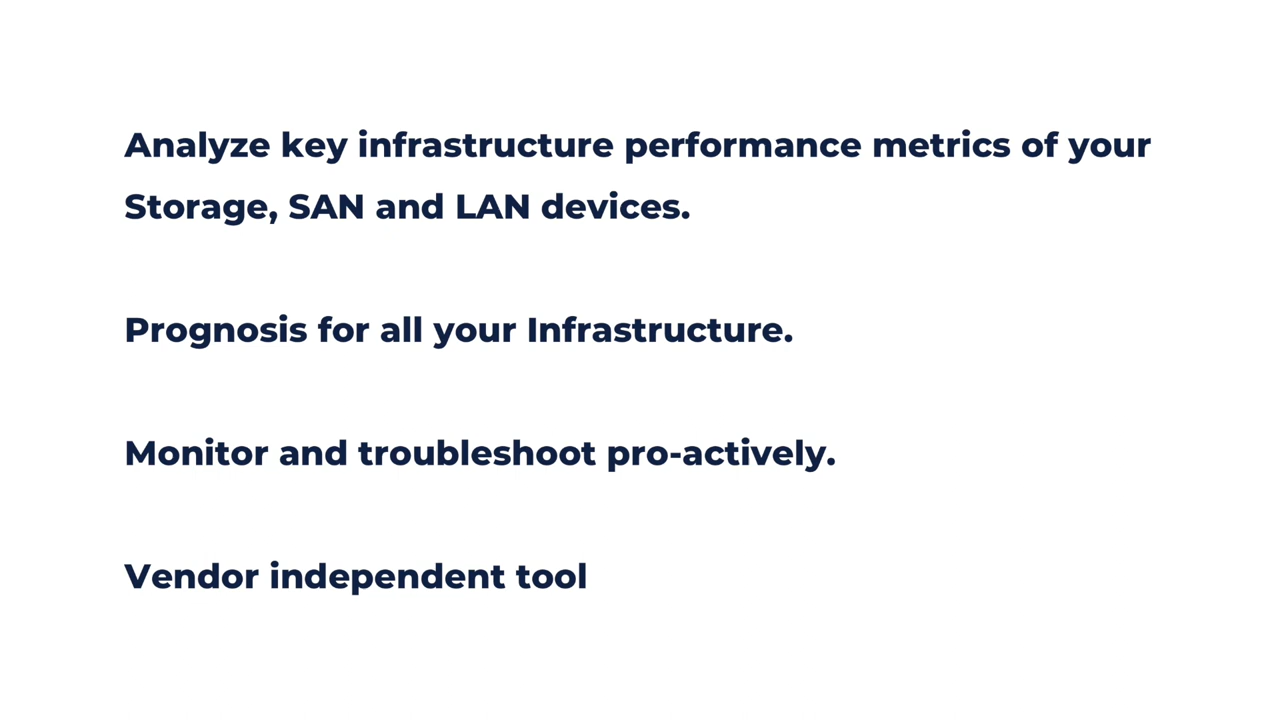 Analyze key infrastructure performance metrics of your
Storage, SAN and LAN devices.
Prognosis for all your Infrastructure.
Monitor and troubleshoot pro-actively.
Vendor independent tool